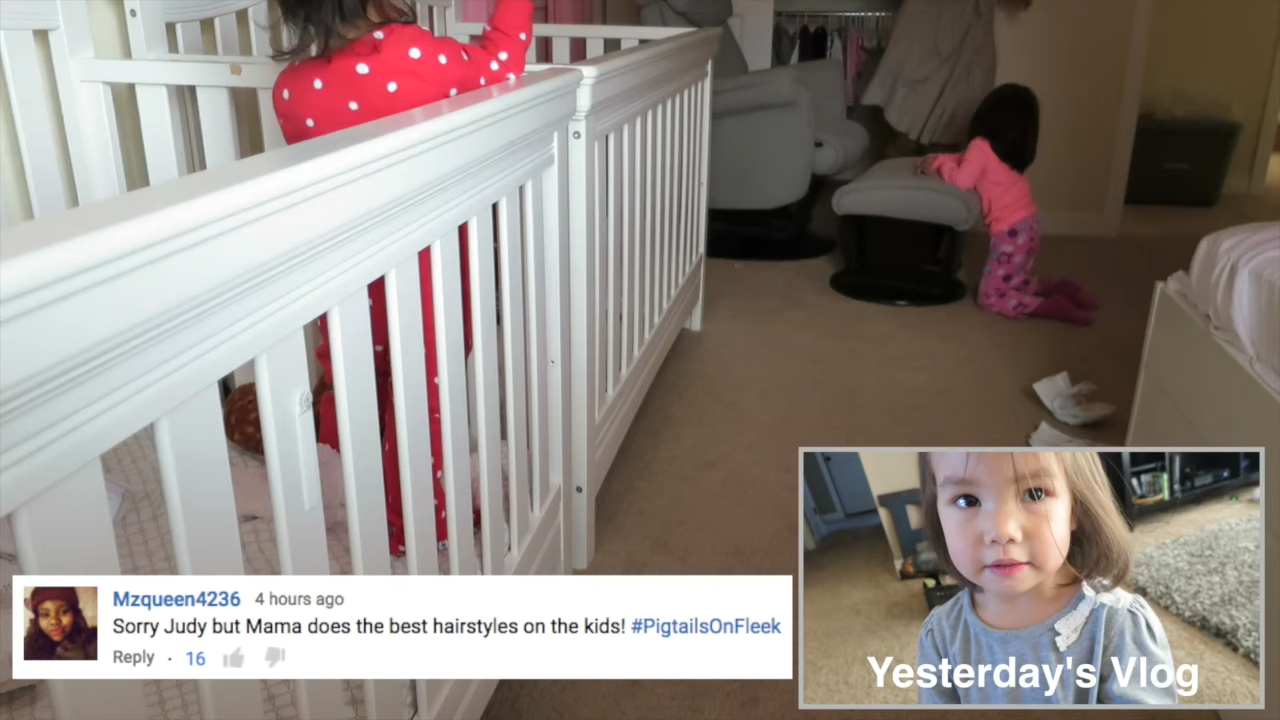 Mzqueen4236 4 hours ago
Sorry Judy but Mama does the best hairstyles on the kids! #PigtailsOnFleek
Reply · 16
Yesterday's Vlog